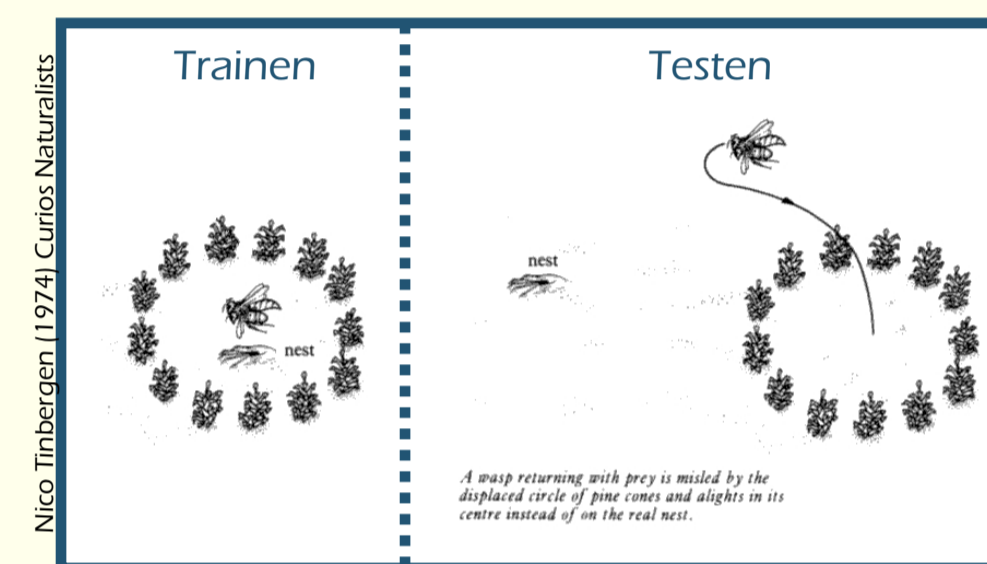 Nico Tinbergen (1974) Curios Naturalists
Trainen
nest
Testen
nest
A wasp returning with prey is misled by the
displaced circle of pine cones and alights in its
centre instead of on the real nest.